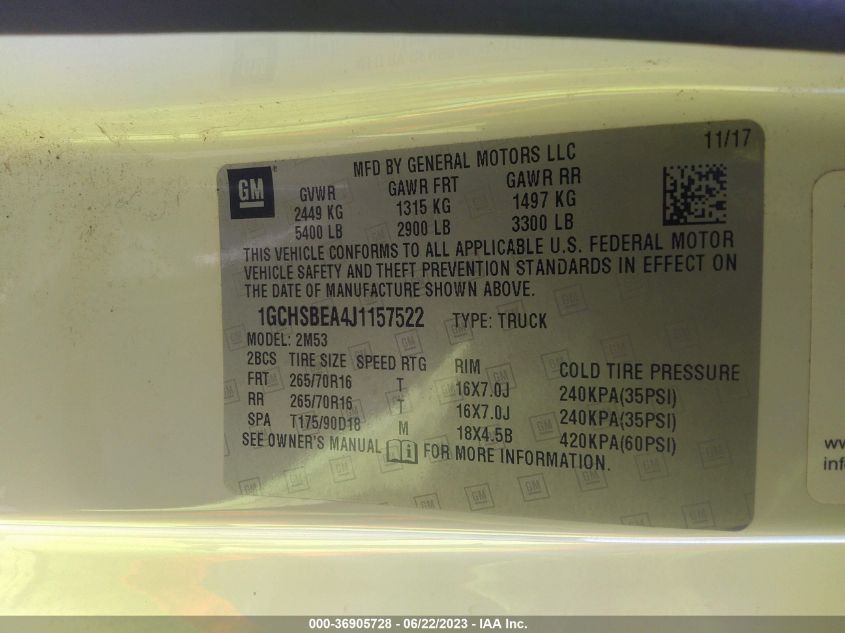 11/17
MFD BY GENERAL MOTORS LLC
GM
GVWR GAWR FRT GAWR RR
2449 KG 1315 KG 1497 KG
5400 LB 2900 LB 3300 LB
THIS VEHICLE CONFORMS TO ALL APPLICABLE U.S. FEDERAL MOTOR
VEHICLE SAFETY AND THEFT PREVENTION STANDARDS IN EFFECT ON
THE DATE OF MANUFACTURE SHOWN ABOVE.
1GCHSBEA4J1157522 TYPE: TRUCK
MODEL: 2M53
2BCS TIRE SIZE SPEED RTG RIM COLD TIRE PRESSURE
FRT 265/70R16 T 16X7.0J 240KPA(35PSI)
RR 265/70R16 T 16X7.0J 240KPA(35PSI)
SPA T175/90D18 M 18X4.5B 420KPA(60PSI)
SEE OWNER'S MANUAL FOR MORE INFORMATION.
ww
inf
000-36905728 - 06/22/2023 - IAA Inc.